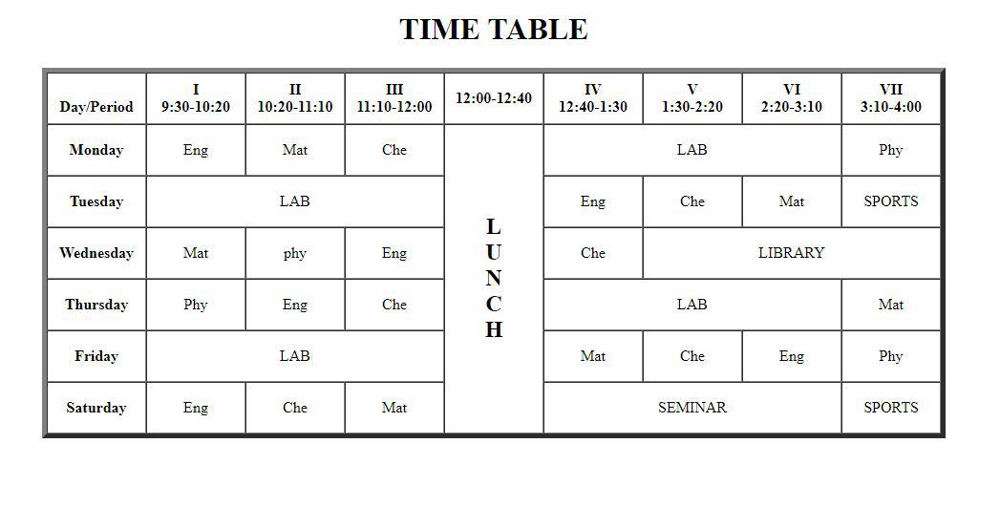 TIME TABLE
Day/Period I 9:30-10:20 II 10:20-11:10 III 11:10-12:00 12:00-12:40 IV 12:40-1:30 V 1:30-2:20 VI 2:20-3:10 VII 3:10-4:00
Monday Eng Mat Che LAB Phy
Tuesday LAB Eng Che Mat SPORTS
Wednesday Mat phy Eng Che LIBRARY
Thursday Phy Eng Che LAB Mat
Friday LAB Mat Che Eng Phy
Saturday Eng Che Mat SEMINAR SPORTS
L
U
N
C
H